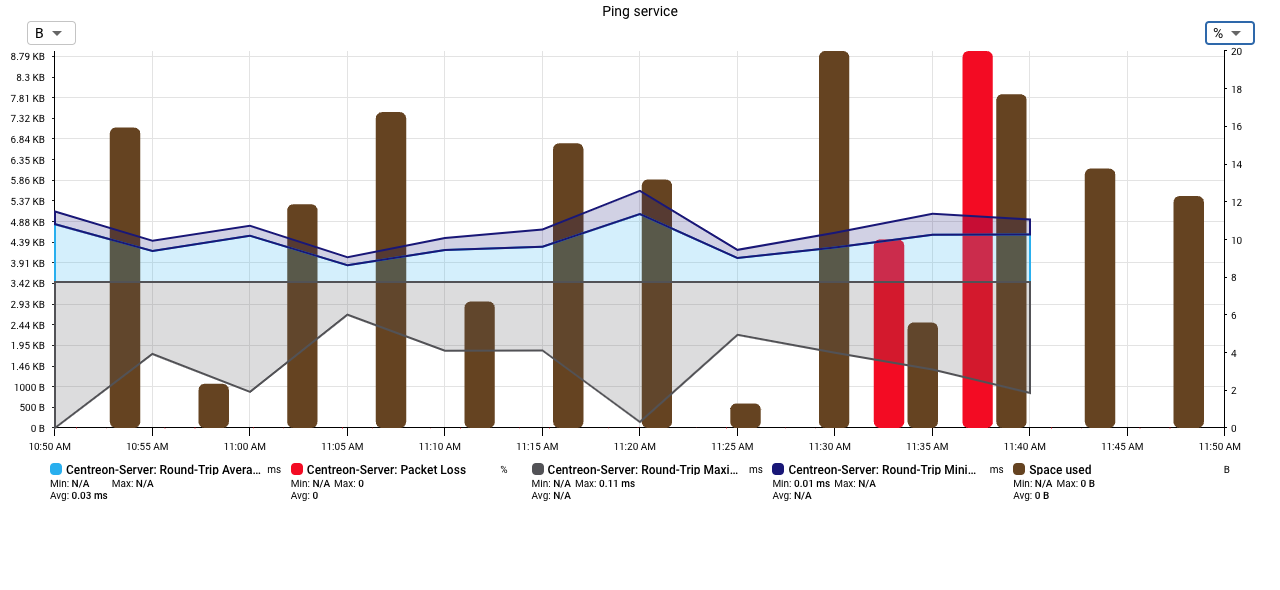 Ping service
B
%
8.79 KB
8.3 KB
7.81 KB
7.32 KB
6.84 KB
6.35 KB
5.86 KB
5.37 KB
4.88 KB
4.39 KB
3.91 KB
3.42 KB
2.93 KB
2.44 KB
1.95 KB
1.46 KB
1000 B
500 B
0 B
20
18
16
14
12
10
8
6
4
2
0
10:50 AM 10:55 AM 11:00 AM 11:05 AM 11:10 AM 11:15 AM 11:20 AM 11:25 AM 11:30 AM 11:35 AM 11:40 AM 11:45 AM 11:50 AM
Centreon-Server: Round-Trip Avera... ms
Min: N/A Max: N/A
Avg: 0.03 ms
Centreon-Server: Packet Loss %
Min: N/A Max: 0
Avg: 0
Centreon-Server: Round-Trip Maxi... ms
Min: N/A Max: 0.11 ms
Avg: N/A
Centreon-Server: Round-Trip Mini... ms
Min: 0.01 ms Max: N/A
Avg: N/A
Space used B
Min: N/A Max: 0 B
Avg: 0 B